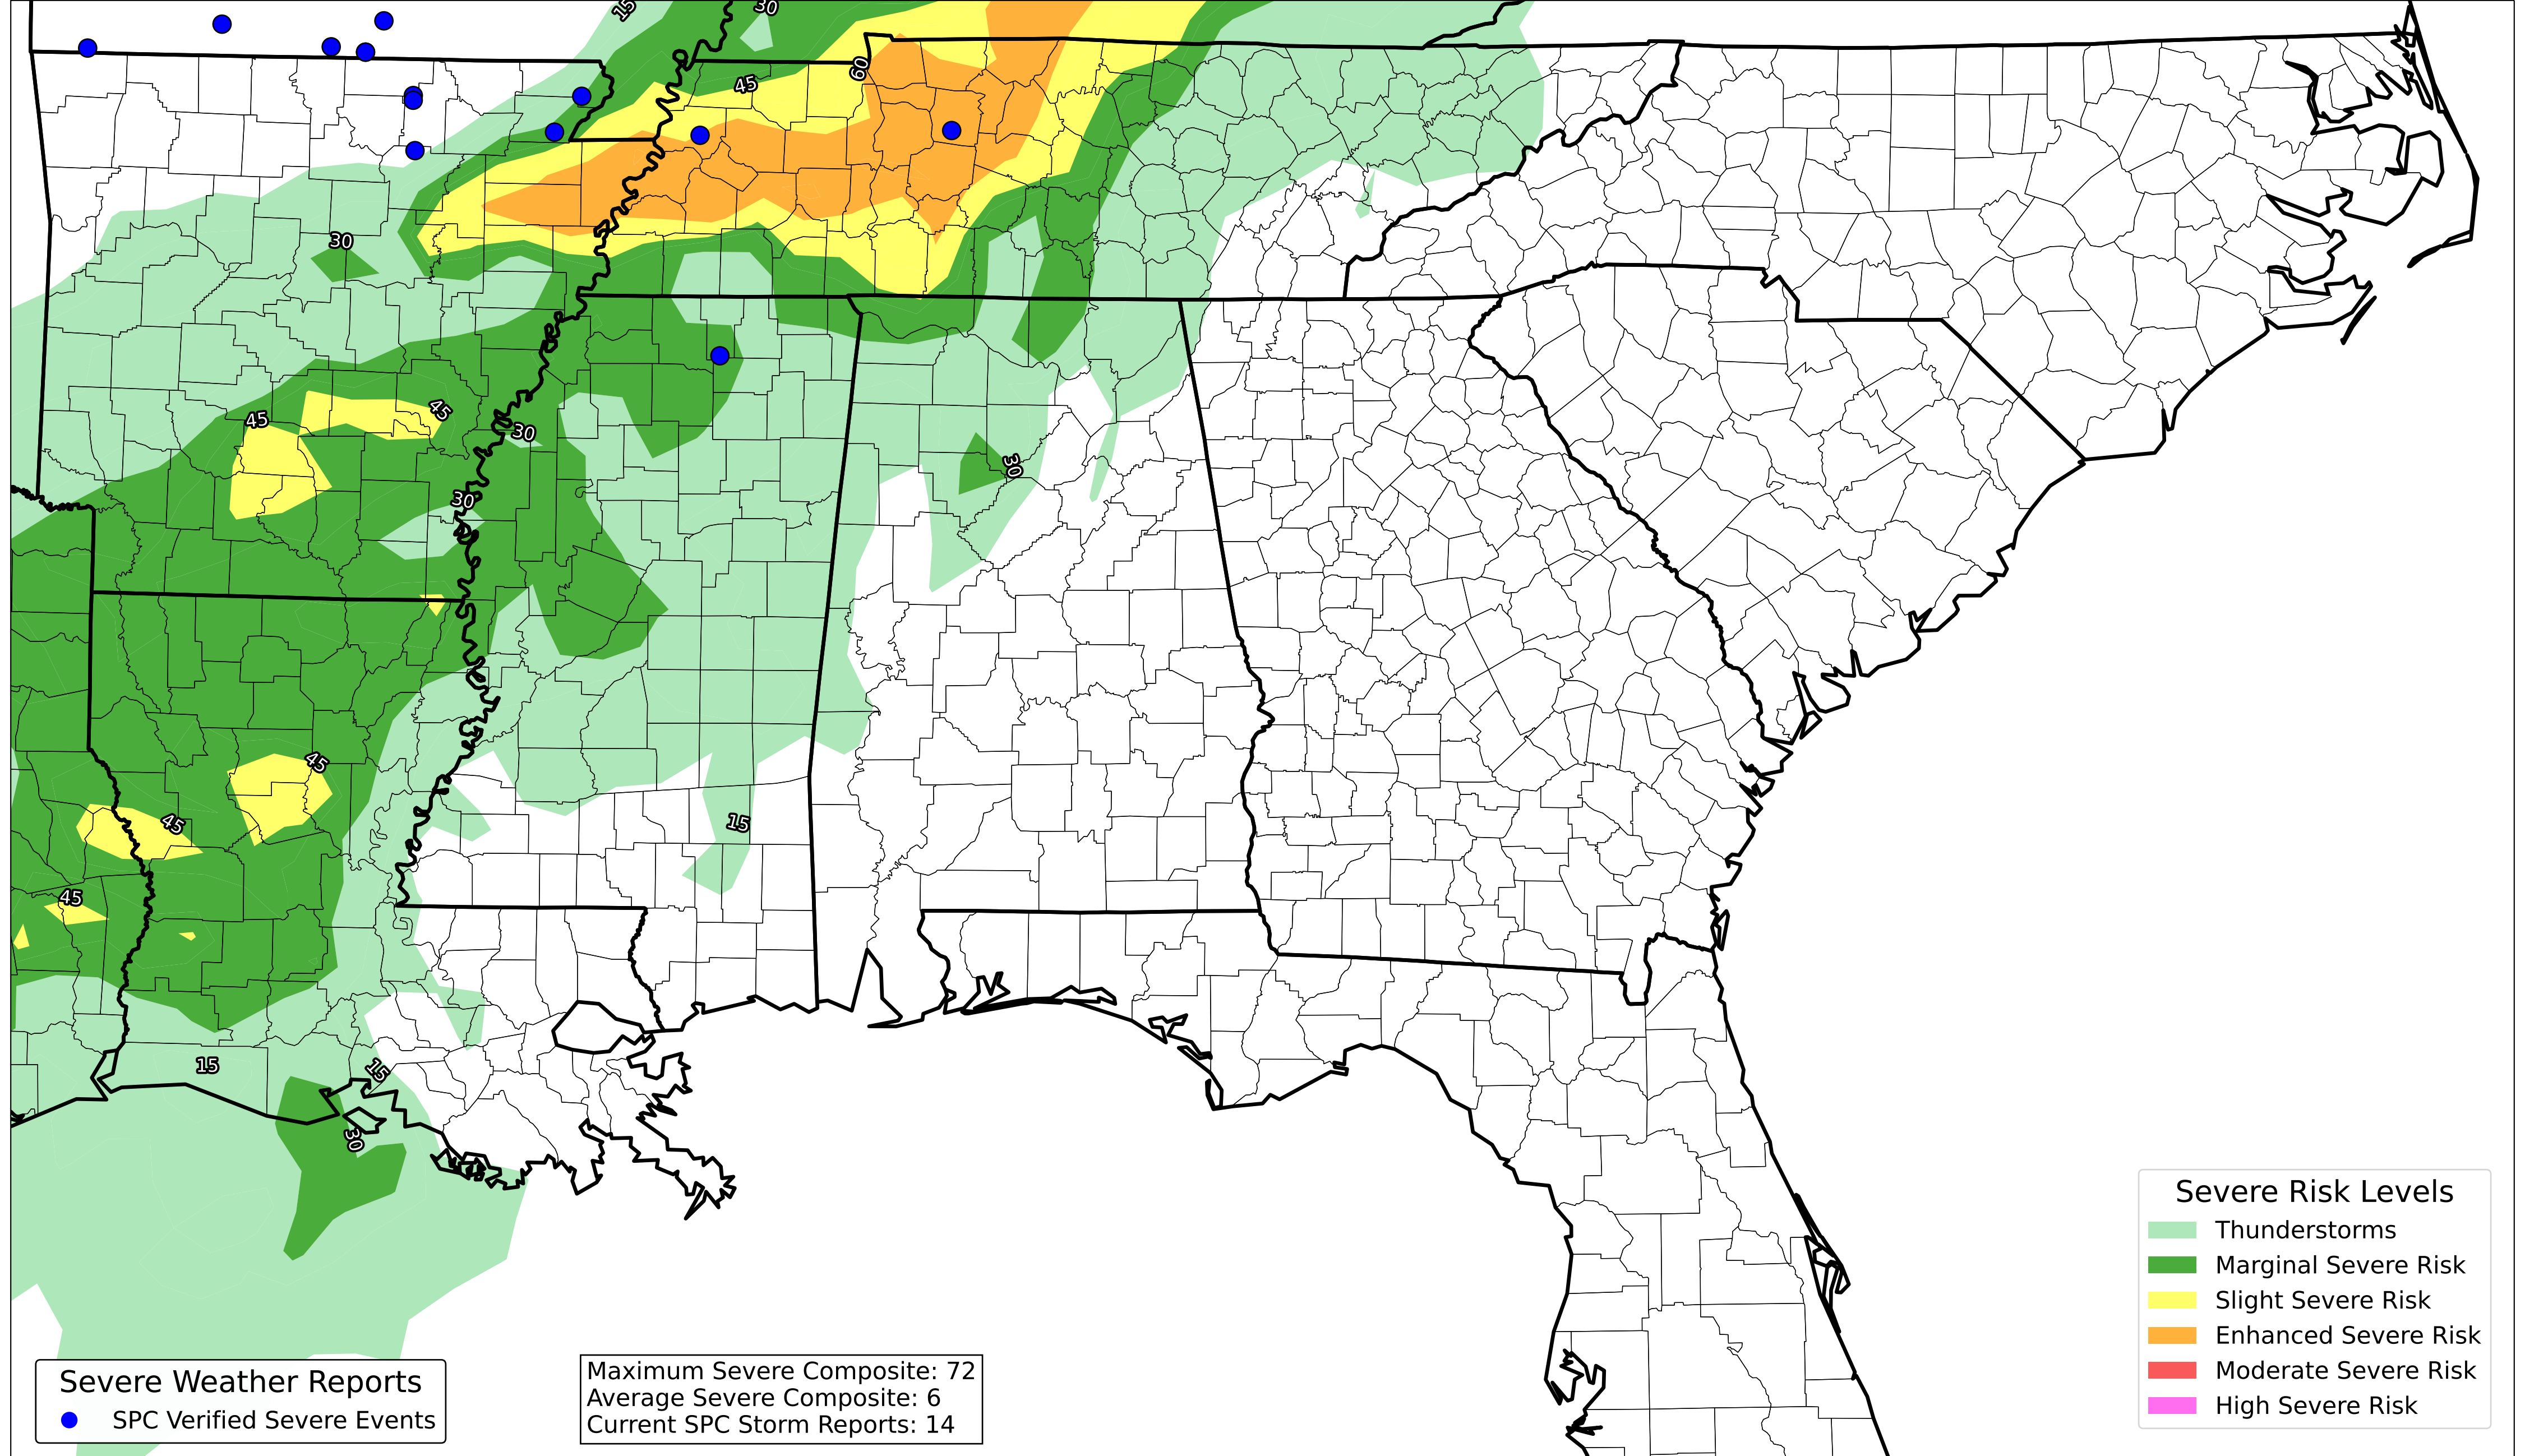 15
30
45
60
30
45
45
30
30
30
45
45
15
45
15
15
30
Severe Risk Levels
Thunderstorms
Marginal Severe Risk
Slight Severe Risk
Enhanced Severe Risk
Moderate Severe Risk
High Severe Risk
Severe Weather Reports
SPC Verified Severe Events
Maximum Severe Composite: 72
Average Severe Composite: 6
Current SPC Storm Reports: 14